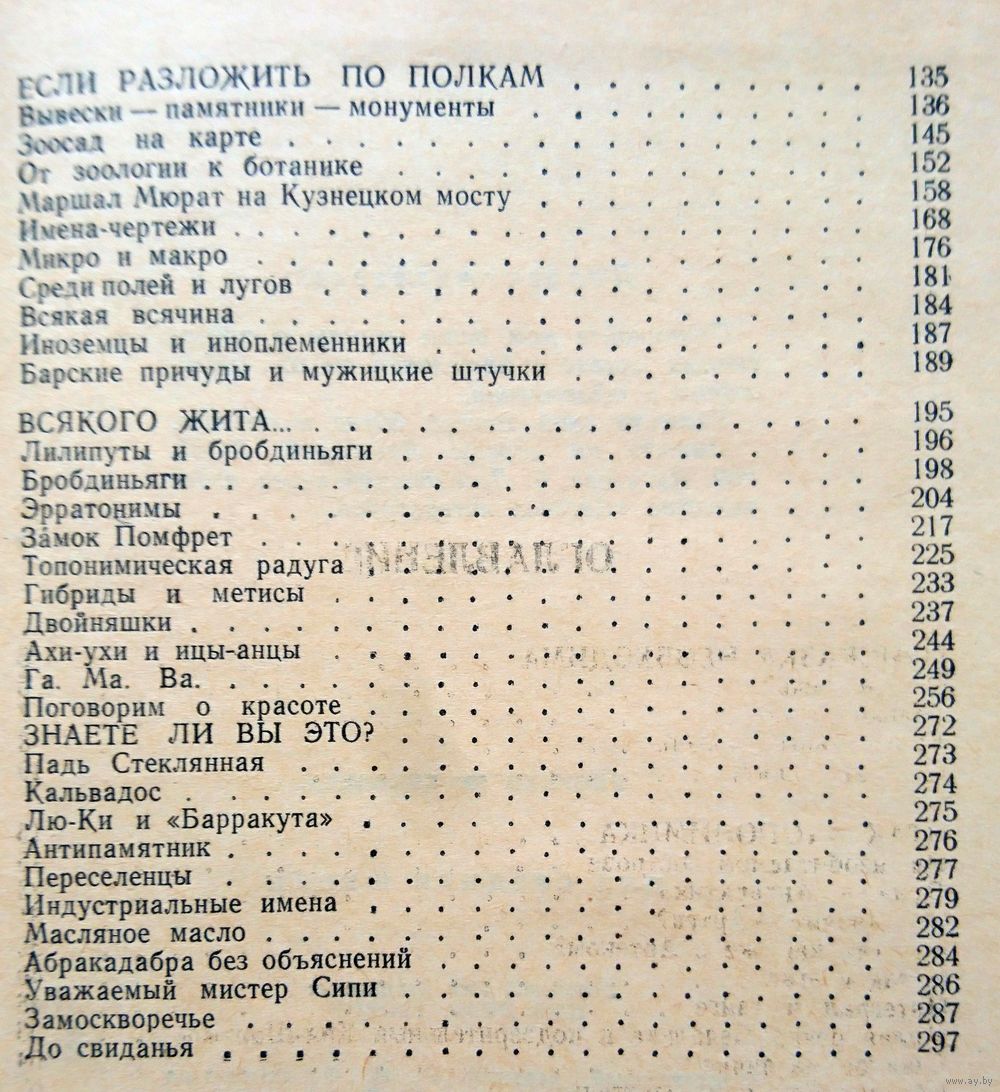 ЕСЛИ РАЗЛОЖИТЬ ПО ПОЛКАМ . . . . . . . . . 135
Вывески — памятники — монументы . . . . . . . . . . 136
Зоосад на карте . . . . . . . . . . . . . . . . . 145
От зоологии к ботанике . . . . . . . . . . . . . . 152
Маршал Мюрат на Кузнецком мосту . . . . . . . . . . 158
Имена-чертежи . . . . . . . . . . . . . . . . . . 168
Микро и макро . . . . . . . . . . . . . . . . . . 176
Среди полей и лугов . . . . . . . . . . . . . . . . 181
Всякая всячина . . . . . . . . . . . . . . . . . . 184
Иноземцы и иноплеменники . . . . . . . . . . . . . 187
Барские причуды и мужицкие штучки . . . . . . . . . 189
ВСЯКОГО ЖИТА... . . . . . . . . . . . . . . . . . 195
Лилипуты и бробдиньяги . . . . . . . . . . . . . . 196
Бробдиньяги . . . . . . . . . . . . . . . . . . . 198
Эрратонимы . . . . . . . . . . . . . . . . . . . 204
За́мок Помфрет . . . . . . . . . . . . . . . . . . 217
Топонимическая радуга . . . . . . . . . . . . . . . 225
Гибриды и метисы . . . . . . . . . . . . . . . . 233
Двойняшки . . . . . . . . . . . . . . . . . . . . 237
Ахи-ухи и ицы-анцы . . . . . . . . . . . . . . . . 244
Га. Ма. Ва. . . . . . . . . . . . . . . . . . . . 249
Поговорим о красоте . . . . . . . . . . . . . . . 256
ЗНАЕТЕ ЛИ ВЫ ЭТО? . . . . . . . . . . . . . . 272
Падь Стеклянная . . . . . . . . . . . . . . . . . 273
Кальвадос . . . . . . . . . . . . . . . . . . . . 274
Лю-Ки и «Барракута» . . . . . . . . . . . . . . . 275
Антипамятник . . . . . . . . . . . . . . . . . . . 276
Переселенцы . . . . . . . . . . . . . . . . . . . 277
Индустриальные имена . . . . . . . . . . . . . . . 279
Масляное масло . . . . . . . . . . . . . . . . . . 282
Абракадабра без объяснений . . . . . . . . . . . . 284
Уважаемый мистер Сипи . . . . . . . . . . . . . . 286
Замоскворечье . . . . . . . . . . . . . . . . . . 287
До свиданья . . . . . . . . . . . . . . . . . . . 297
www.ay.by